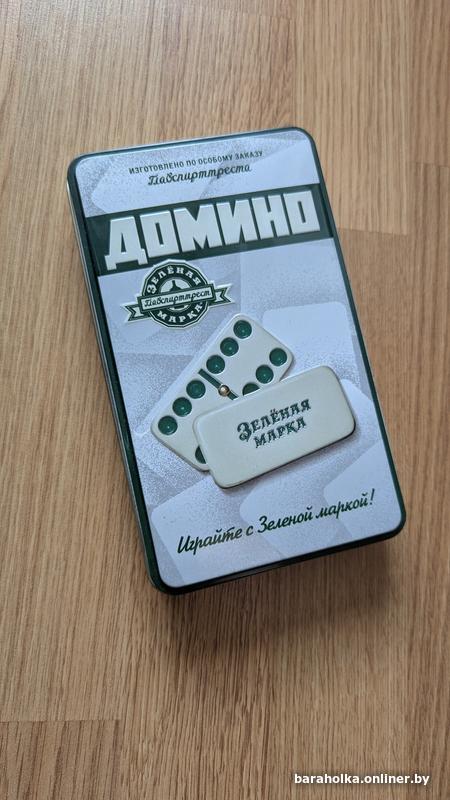 ИЗГОТОВЛЕНО ПО ОСОБОМУ ЗАКАЗУ
Главспирттреста
ДОМИНО
ЗЕЛЁНАЯ
Главспирттрест
МАРКА
ЗЕЛЁНАЯ
МАРКА
Играйте с Зеленой маркой!
baraholka.onliner.by